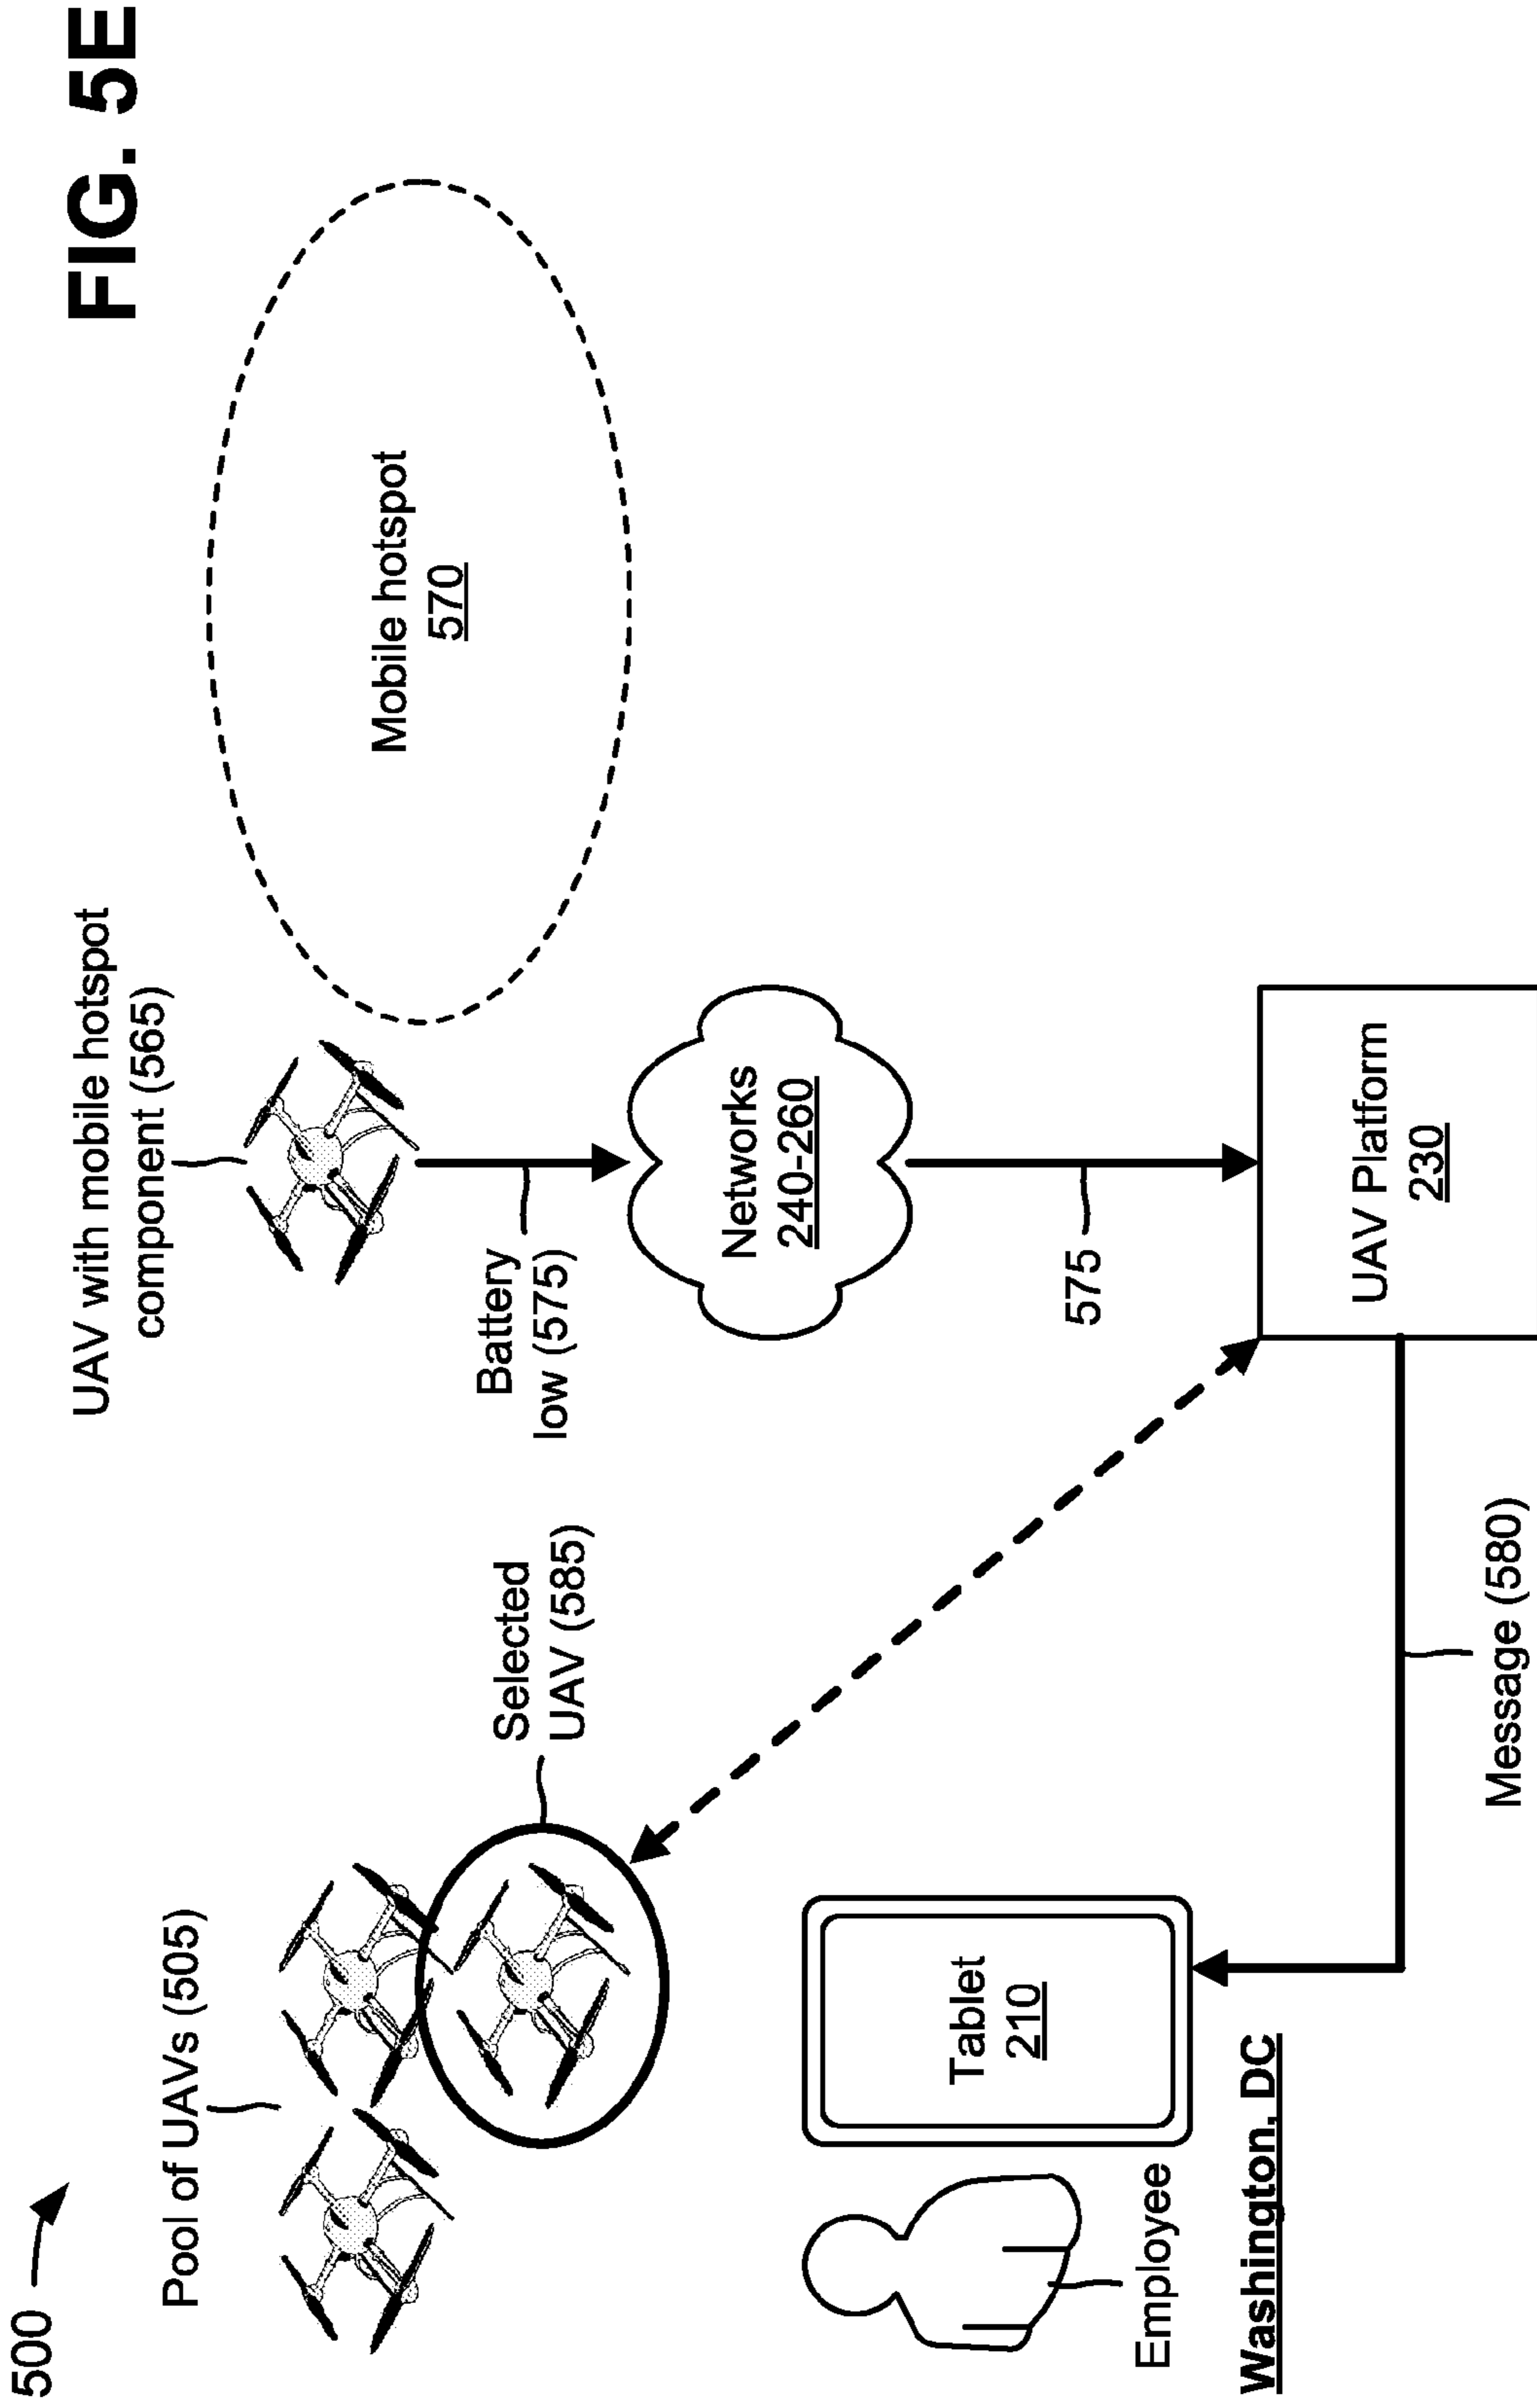 500
FIG. 5E
Pool of UAVs (505)
UAV with mobile hotspot
component (565)
Mobile hotspot
570
Selected
UAV (585)
Battery
low (575)
Networks
240-260
575
Tablet
210
Employee
Washington, DC
UAV Platform
230
Message (580)